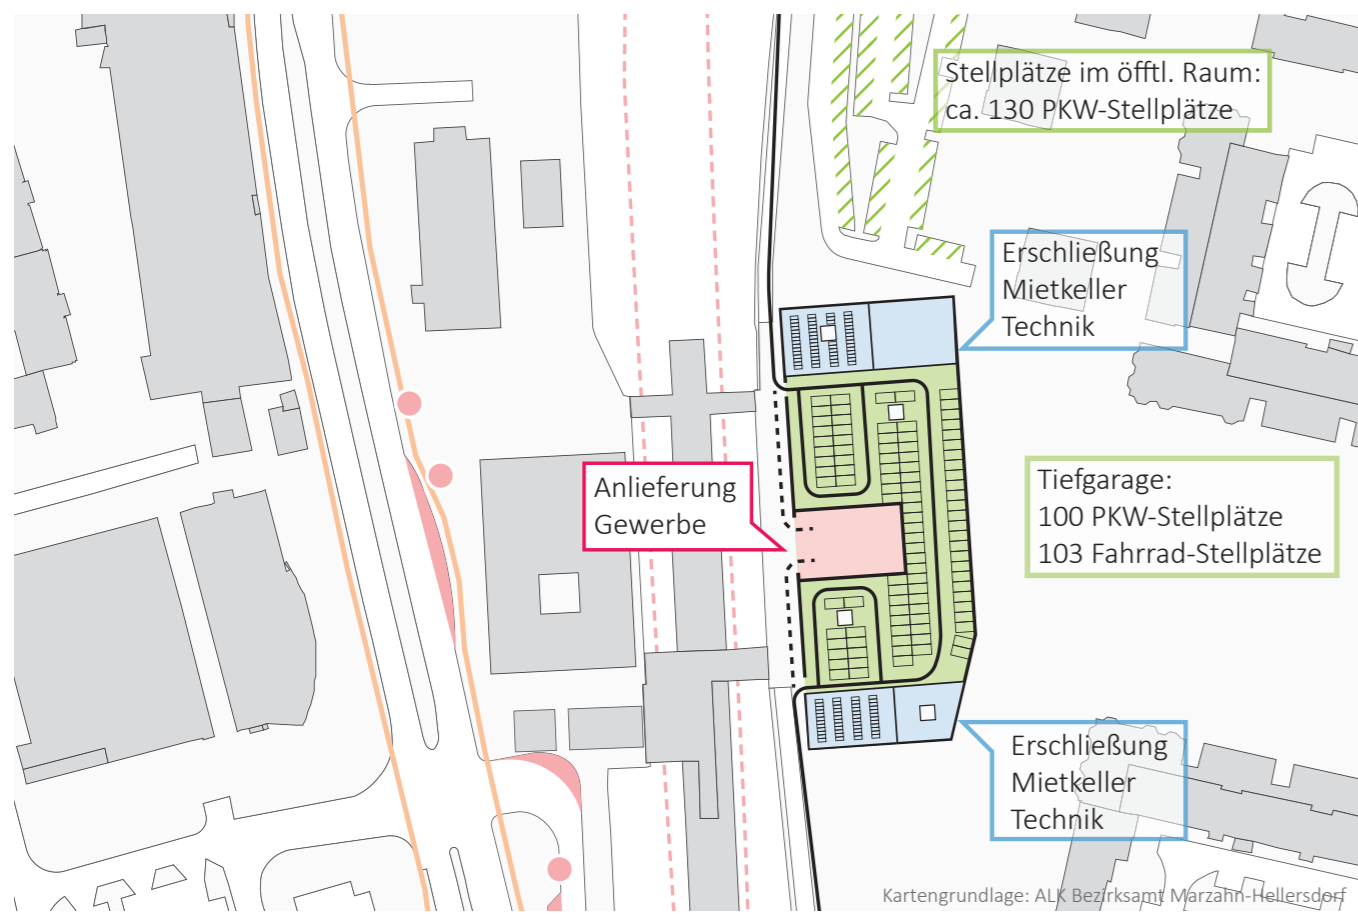 Stellplätze im öfftl. Raum:
ca. 130 PKW-Stellplätze
Erschließung
Mietkeller
Technik
Anlieferung
Gewerbe
Tiefgarage:
100 PKW-Stellplätze
103 Fahrrad-Stellplätze
Erschließung
Mietkeller
Technik
Kartengrundlage: ALK Bezirksamt Marzahn-Hellersdorf